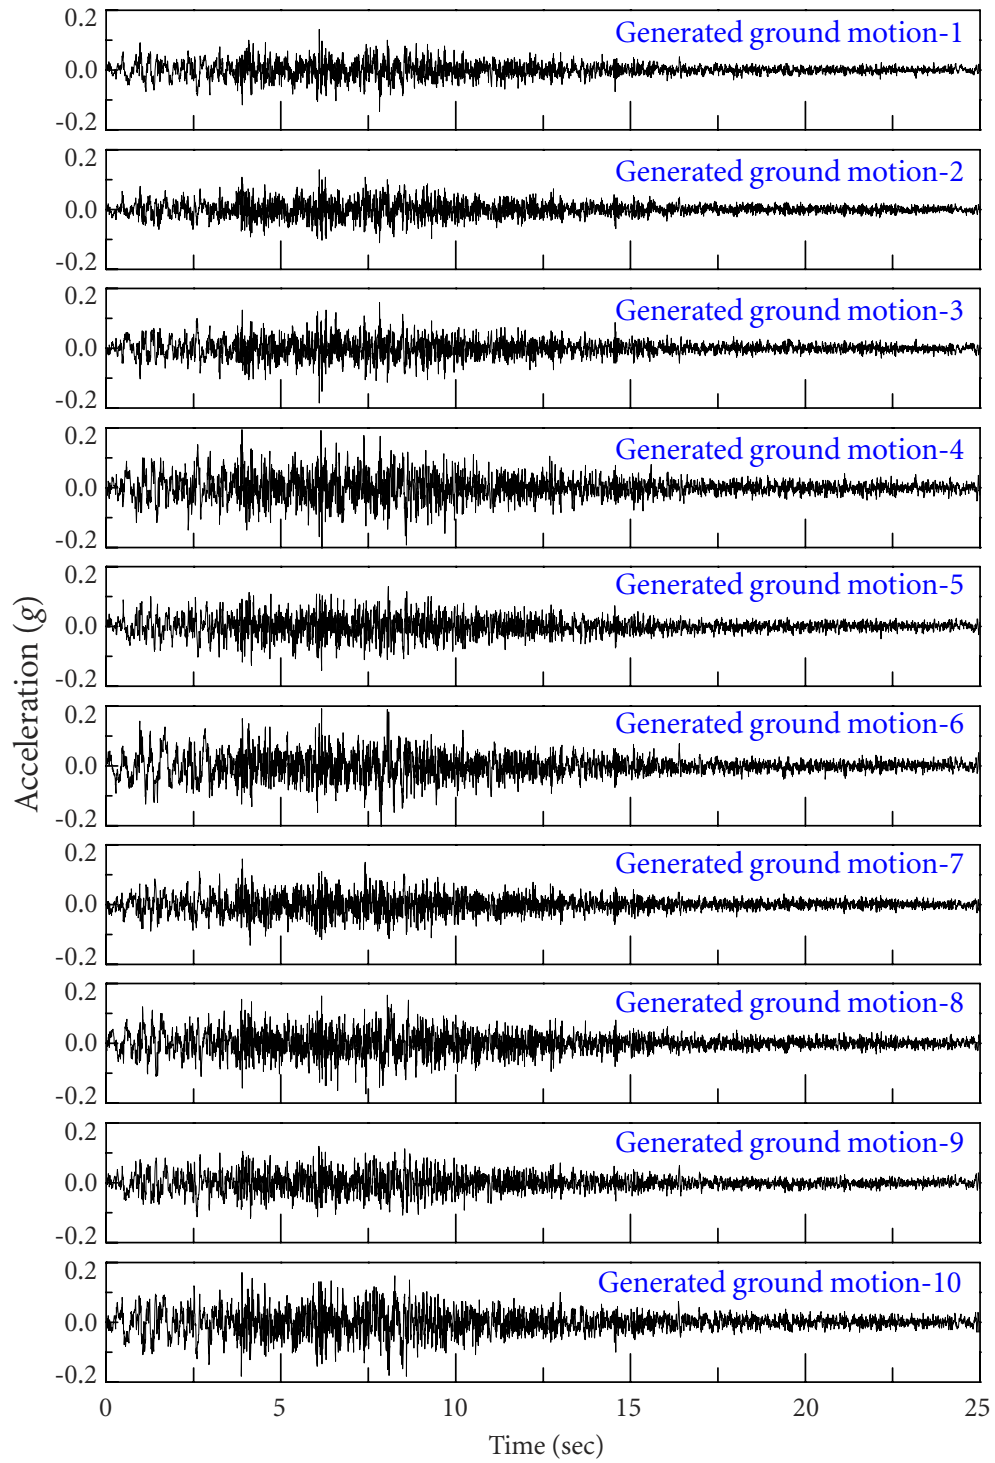 0.2
Generated ground motion-1
0.0
-0.2
0.2
Generated ground motion-2
0.0
-0.2
0.2
Generated ground motion-3
0.0
-0.2
0.2
Generated ground motion-4
0.0
-0.2
0.2
Generated ground motion-5
0.0
-0.2
Acceleration (g)
0.2
Generated ground motion-6
0.0
-0.2
0.2
Generated ground motion-7
0.0
-0.2
0.2
Generated ground motion-8
0.0
-0.2
0.2
Generated ground motion-9
0.0
-0.2
0.2
Generated ground motion-10
0.0
-0.2
0 5 10 15 20 25
Time (sec)